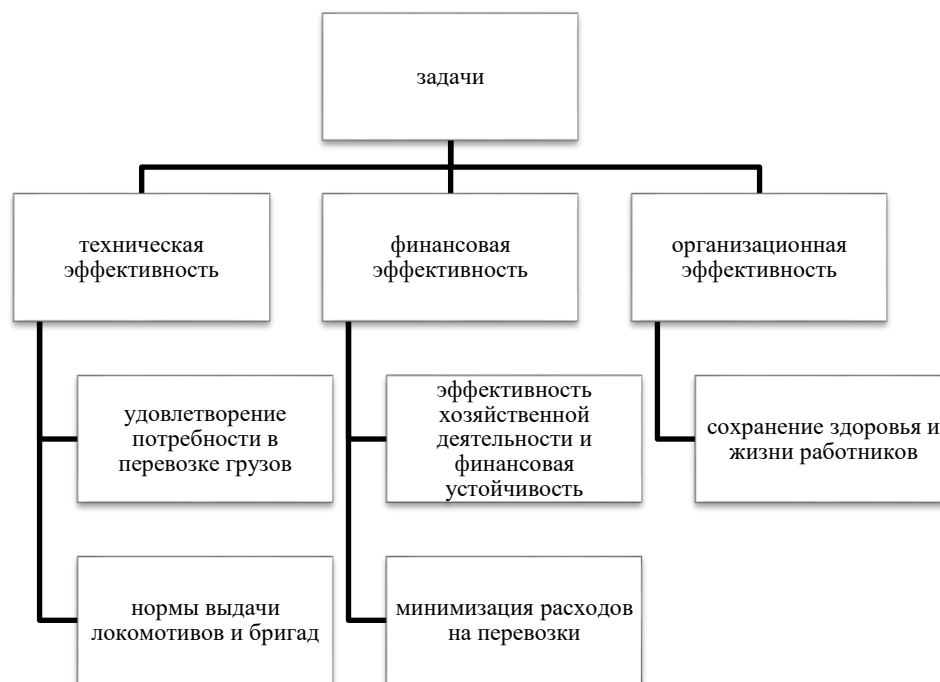 задачи
техническая
эффективность
финансовая
эффективность
организационная
эффективность
удовлетворение
потребности в
перевозке грузов
эффективность
хозяйственной
деятельности и
финансовая
устойчивость
сохранение здоровья и
жизни работников
нормы выдачи
локомотивов и бригад
минимизация расходов
на перевозки